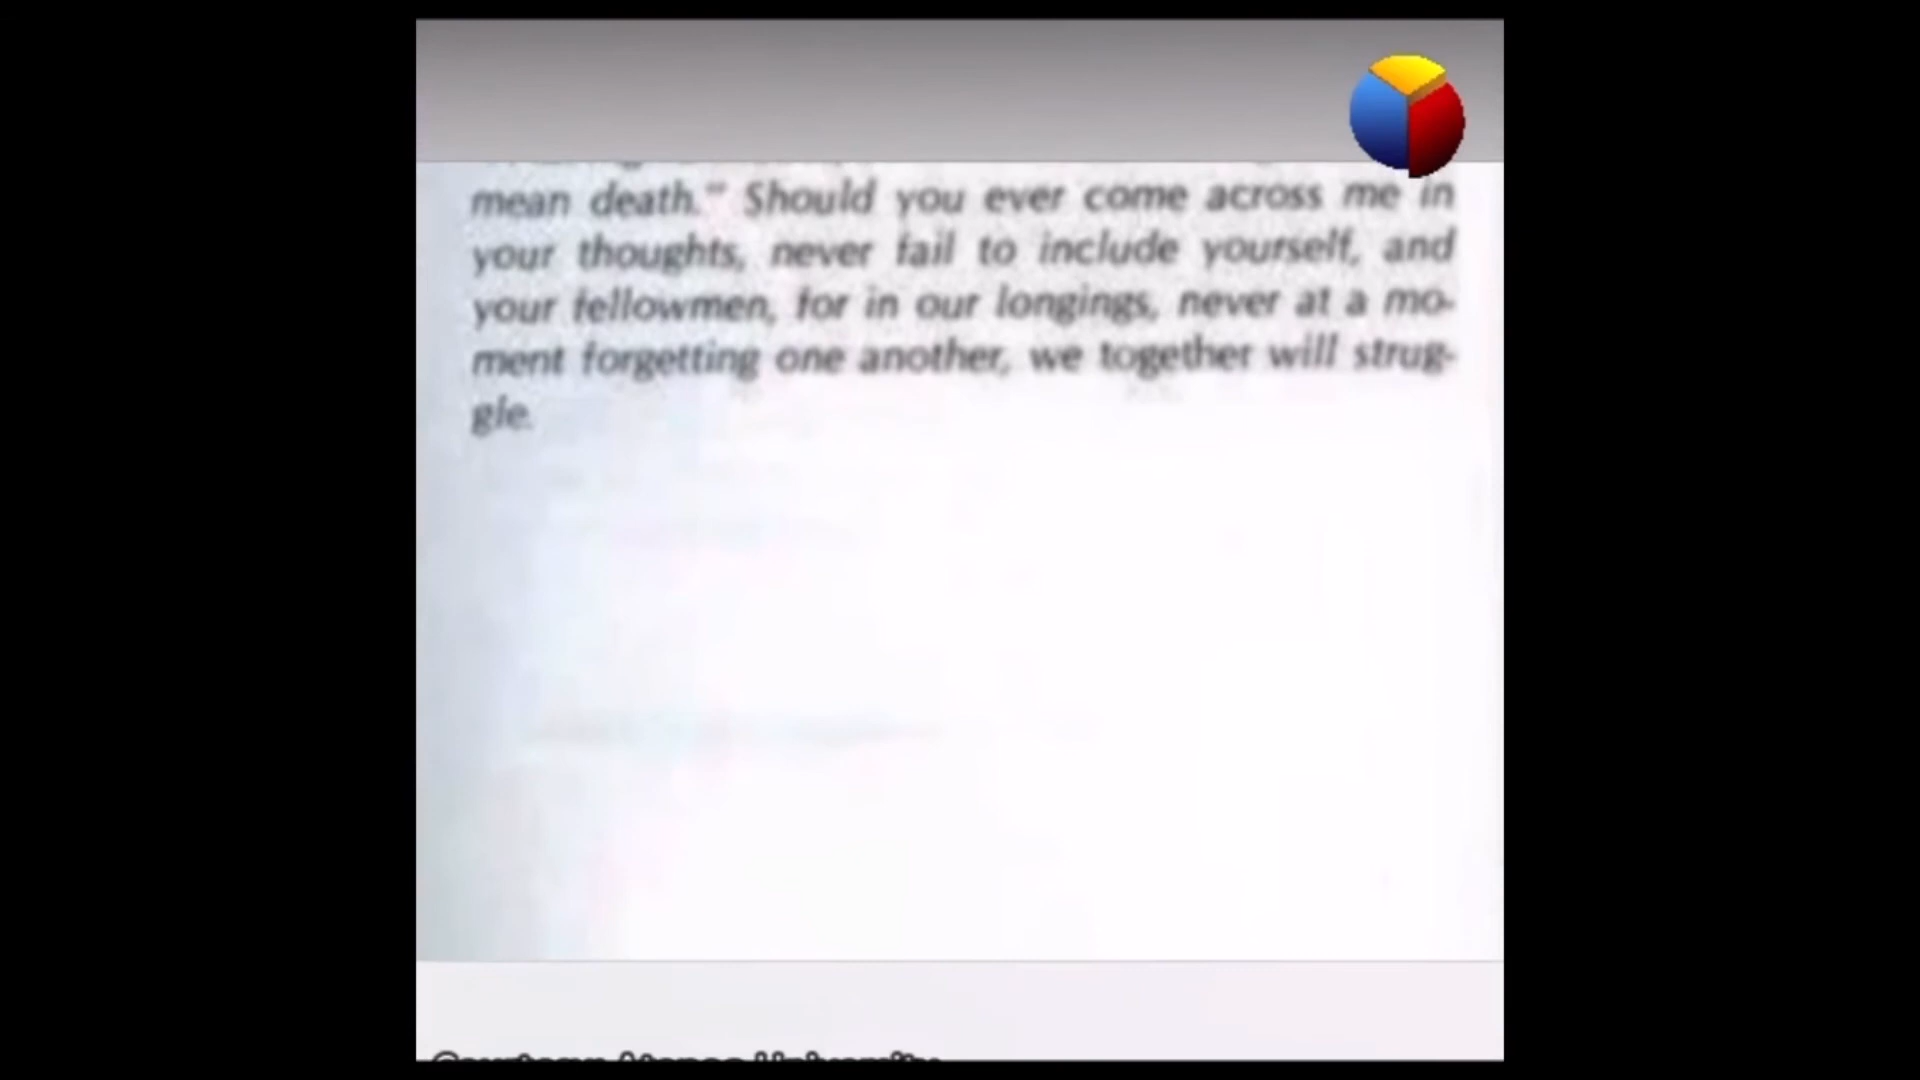 mean death." Should you ever come across me in
your thoughts, never fail to include yourself, and
your fellowmen, for in our longings, never at a mo-
ment forgetting one another, we together will strug-
gle.